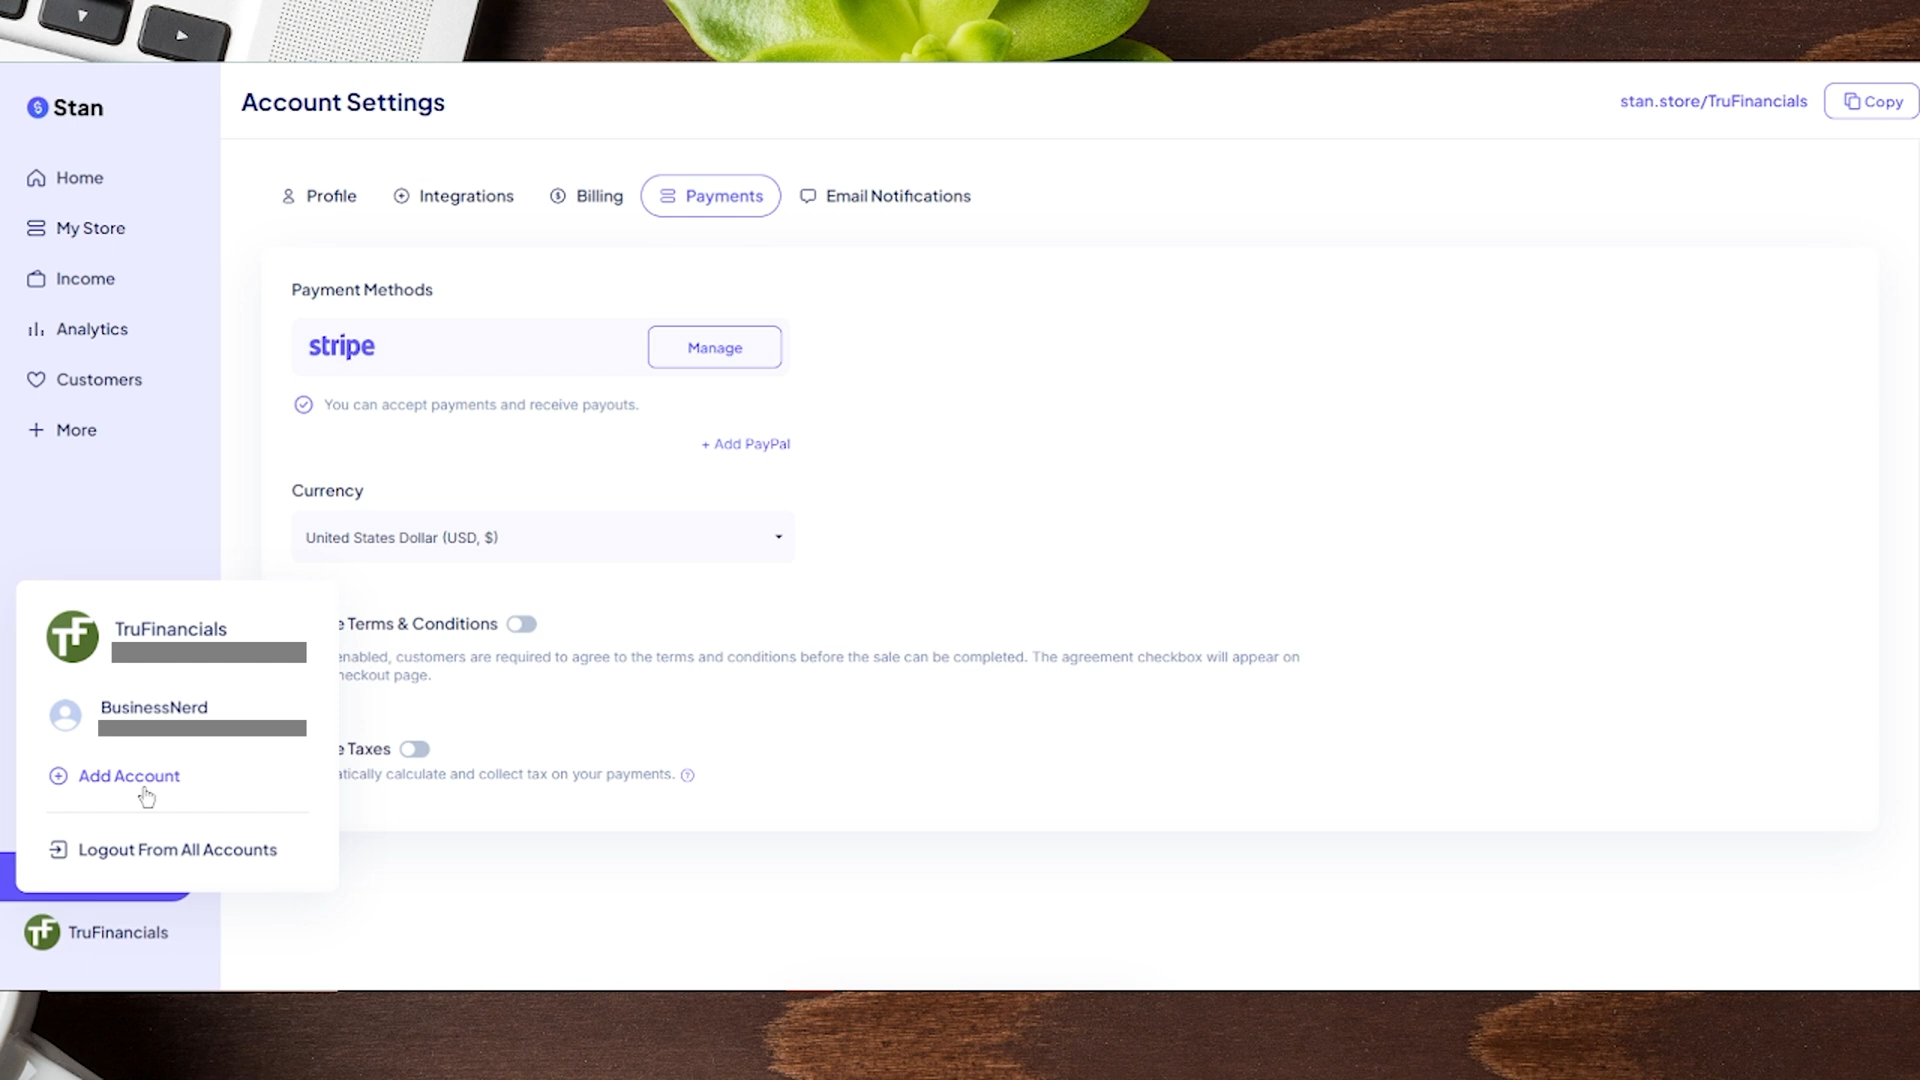 Stan
Account Settings
stan.store/TruFinancials
Copy
Home
My Store
Income
Analytics
Customers
More
Profile
Integrations
Billing
Payments
Email Notifications
Payment Methods
stripe
Manage
You can accept payments and receive payouts.
+ Add PayPal
Currency
United States Dollar (USD, $)
e Terms & Conditions
enabled, customers are required to agree to the terms and conditions before the sale can be completed. The agreement checkbox will appear on
heckout page.
e Taxes
atically calculate and collect tax on your payments.
TF
TruFinancials
BusinessNerd
Add Account
Logout From All Accounts
TF
TruFinancials